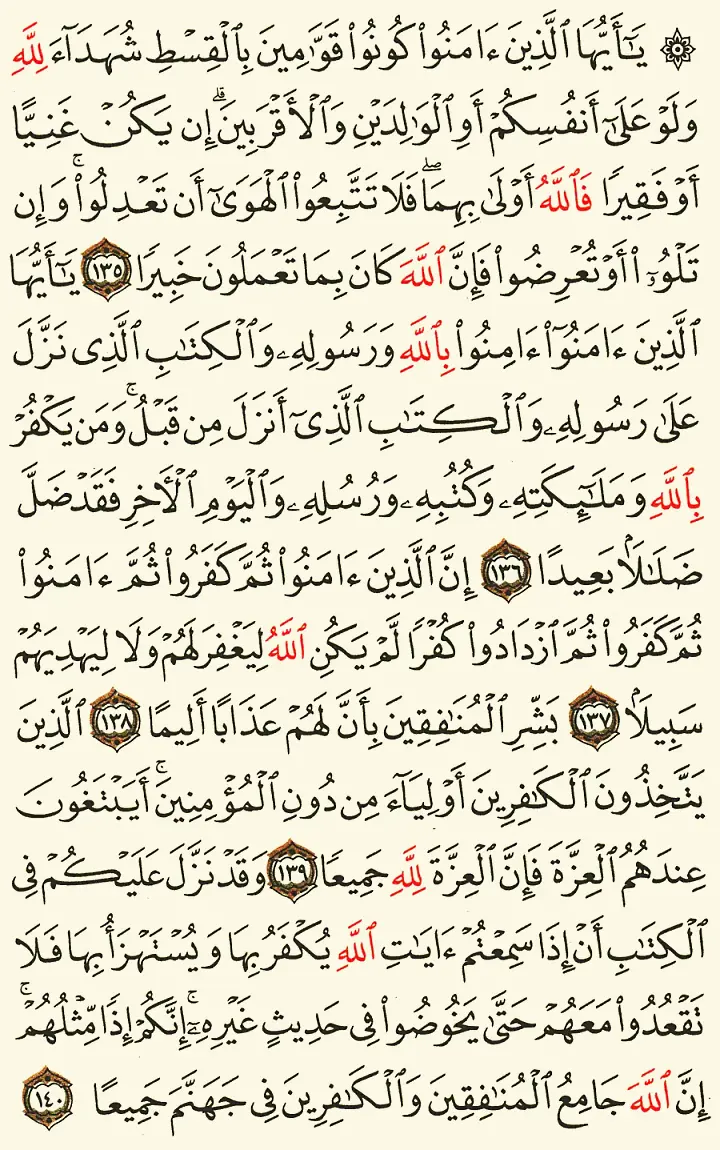 ۞ يَـٰٓأَيُّهَا ٱلَّذِينَ ءَامَنُوا۟ كُونُوا۟ قَوَّٰمِينَ بِٱلْقِسْطِ شُهَدَآءَ لِلَّهِ
وَلَوْ عَلَىٰٓ أَنفُسِكُمْ أَوِ ٱلْوَٰلِدَيْنِ وَٱلْأَقْرَبِينَ ۚ إِن يَكُنْ غَنِيًّا
أَوْ فَقِيرًا فَٱللَّهُ أَوْلَىٰ بِهِمَا ۖ فَلَا تَتَّبِعُوا۟ ٱلْهَوَىٰٓ أَن تَعْدِلُوا۟ ۚ وَإِن
تَلْوُۥٓا۟ أَوْ تُعْرِضُوا۟ فَإِنَّ ٱللَّهَ كَانَ بِمَا تَعْمَلُونَ خَبِيرًا ١٣٥ يَـٰٓأَيُّهَا
ٱلَّذِينَ ءَامَنُوٓا۟ ءَامِنُوا۟ بِٱللَّهِ وَرَسُولِهِۦ وَٱلْكِتَـٰبِ ٱلَّذِى نَزَّلَ
عَلَىٰ رَسُولِهِۦ وَٱلْكِتَـٰبِ ٱلَّذِىٓ أَنزَلَ مِن قَبْلُ ۚ وَمَن يَكْفُرْ
بِٱللَّهِ وَمَلَـٰٓئِكَتِهِۦ وَكُتُبِهِۦ وَرُسُلِهِۦ وَٱلْيَوْمِ ٱلْـَٔاخِرِ فَقَدْ ضَلَّ
ضَلَـٰلًۢا بَعِيدًا ١٣٦ إِنَّ ٱلَّذِينَ ءَامَنُوا۟ ثُمَّ كَفَرُوا۟ ثُمَّ ءَامَنُوا۟
ثُمَّ كَفَرُوا۟ ثُمَّ ٱزْدَادُوا۟ كُفْرًا لَّمْ يَكُنِ ٱللَّهُ لِيَغْفِرَ لَهُمْ وَلَا لِيَهْدِيَهُمْ
سَبِيلًۢا ١٣٧ بَشِّرِ ٱلْمُنَـٰفِقِينَ بِأَنَّ لَهُمْ عَذَابًا أَلِيمًا ١٣٨ ٱلَّذِينَ
يَتَّخِذُونَ ٱلْكَـٰفِرِينَ أَوْلِيَآءَ مِن دُونِ ٱلْمُؤْمِنِينَ ۚ أَيَبْتَغُونَ
عِندَهُمُ ٱلْعِزَّةَ فَإِنَّ ٱلْعِزَّةَ لِلَّهِ جَمِيعًا ١٣٩ وَقَدْ نَزَّلَ عَلَيْكُمْ فِى
ٱلْكِتَـٰبِ أَنْ إِذَا سَمِعْتُمْ ءَايَـٰتِ ٱللَّهِ يُكْفَرُ بِهَا وَيُسْتَهْزَأُ بِهَا فَلَا
تَقْعُدُوا۟ مَعَهُمْ حَتَّىٰ يَخُوضُوا۟ فِى حَدِيثٍ غَيْرِهِۦٓ ۚ إِنَّكُمْ إِذًا مِّثْلُهُمْ ۗ
إِنَّ ٱللَّهَ جَامِعُ ٱلْمُنَـٰفِقِينَ وَٱلْكَـٰفِرِينَ فِى جَهَنَّمَ جَمِيعًا ١٤٠